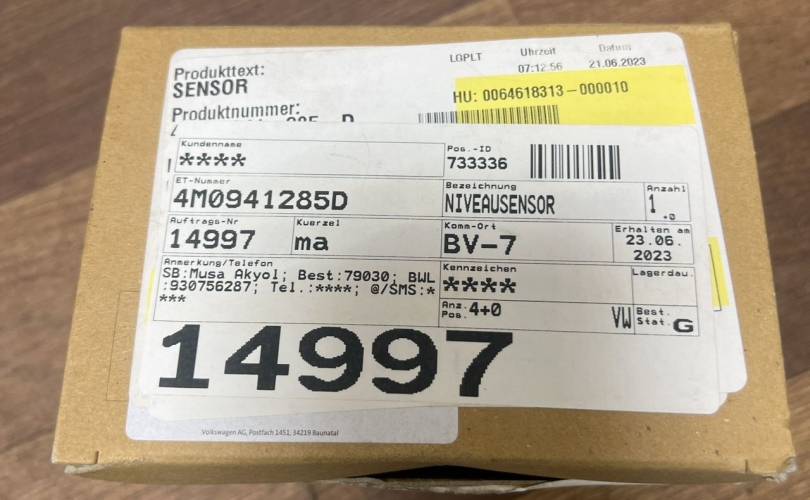 LGPLT Uhrzeit Datum
07:12:56 21.06.2023
Produkttext:
SENSOR
HU: 0064618313-000010
Produktnummer:
Kundenname
****
Pos.-ID
733336
ET-Nummer
4M0941285D
Bezeichnung
NIVEAUSENSOR
Anzahl
1.0
Auftrags-Nr
14997
Kuerzel
ma
Komm-Ort
BV-7
Erhalten am
23.06.
2023
Anmerkung/Telefon
SB:Musa Akyol; Best:79030; BWL
:930756287; Tel.:****; @/SMS:*
***
Kennzeichen
****
Lagerdau.
Anz.
Pos. 4+0
VW
Best.
Stat. G
14997
Volkswagen AG, Postfach 1451, 34219 Baunatal